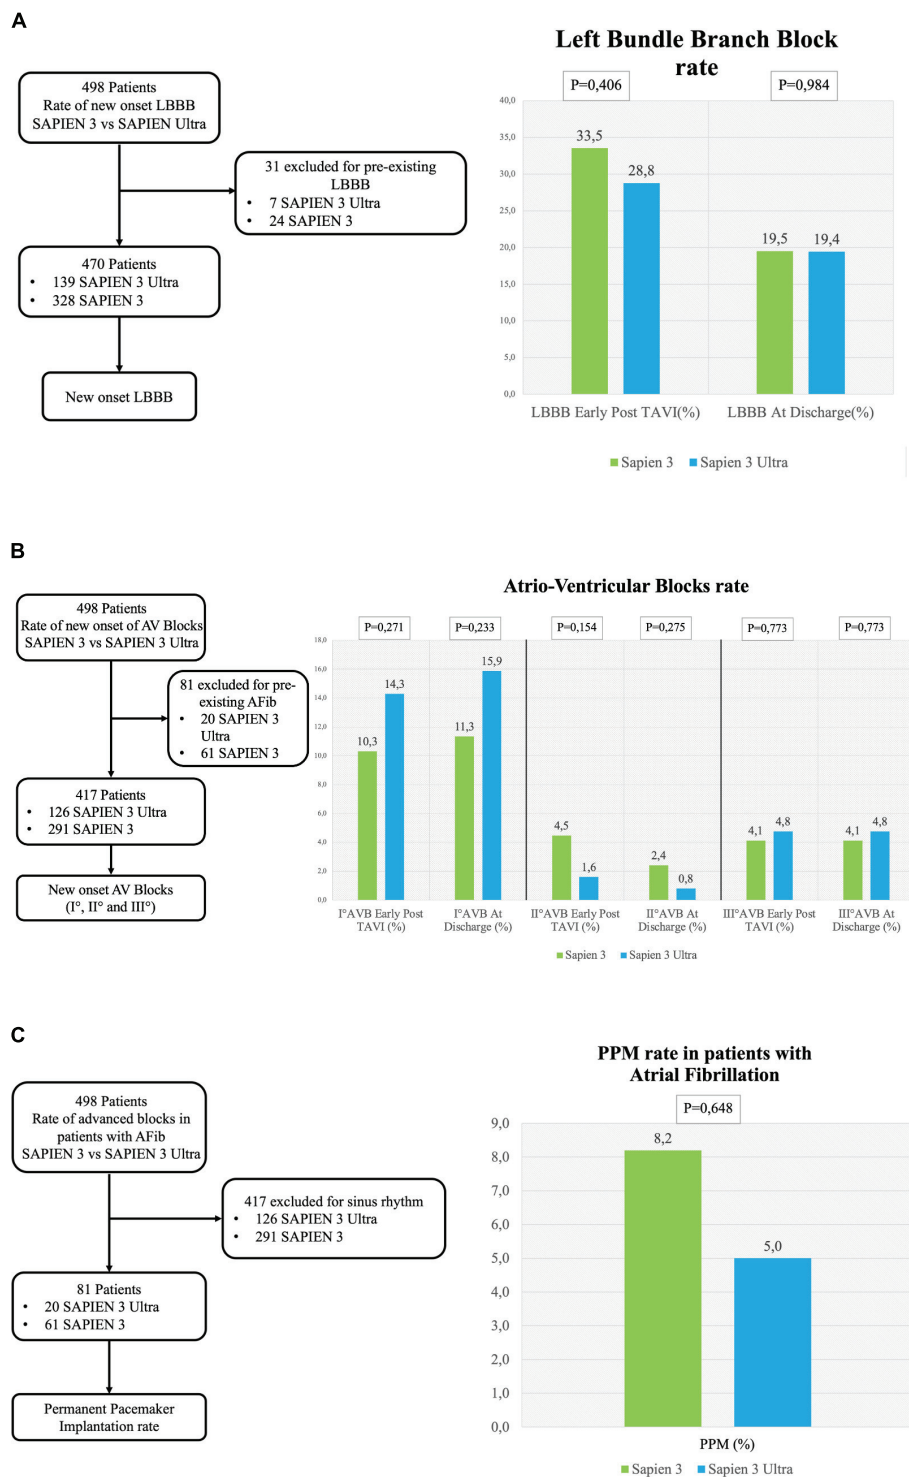 A
498 Patients
Rate of new onset LBBB
SAPIEN 3 vs SAPIEN Ultra
31 excluded for pre-existing
LBBB
• 7 SAPIEN 3 Ultra
• 24 SAPIEN 3
470 Patients
• 139 SAPIEN 3 Ultra
• 328 SAPIEN 3
New onset LBBB
Left Bundle Branch Block
rate
P=0,406
P=0,984
40,0
35,0
30,0
25,0
20,0
15,0
10,0
5,0
0,0
33,5
28,8
19,5
19,4
LBBB Early Post TAVI(%)
LBBB At Discharge(%)
Sapien 3
Sapien 3 Ultra
B
498 Patients
Rate of new onset of AV Blocks
SAPIEN 3 vs SAPIEN 3 Ultra
81 excluded for pre-
existing AFib
• 20 SAPIEN 3
Ultra
• 61 SAPIEN 3
417 Patients
• 126 SAPIEN 3 Ultra
• 291 SAPIEN 3
New onset AV Blocks
(I°, II° and III°)
Atrio-Ventricular Blocks rate
P=0,271
P=0,233
P=0,154
P=0,275
P=0,773
P=0,773
18,0
16,0
14,0
12,0
10,0
8,0
6,0
4,0
2,0
0,0
10,3
14,3
11,3
15,9
4,5
1,6
2,4
0,8
4,1
4,8
4,1
4,8
I°AVB Early Post
TAVI (%)
I°AVB At
Discharge (%)
II°AVB Early Post
TAVI (%)
II°AVB At
Discharge (%)
III°AVB Early Post
TAVI (%)
III°AVB At
Discharge (%)
Sapien 3
Sapien 3 Ultra
C
498 Patients
Rate of advanced blocks in
patients with AFib
SAPIEN 3 vs SAPIEN 3 Ultra
417 excluded for sinus rhythm
• 126 SAPIEN 3 Ultra
• 291 SAPIEN 3
81 Patients
• 20 SAPIEN 3 Ultra
• 61 SAPIEN 3
Permanent Pacemaker
Implantation rate
PPM rate in patients with
Atrial Fibrillation
P=0,648
9,0
8,0
7,0
6,0
5,0
4,0
3,0
2,0
1,0
0,0
8,2
5,0
PPM (%)
Sapien 3
Sapien 3 Ultra